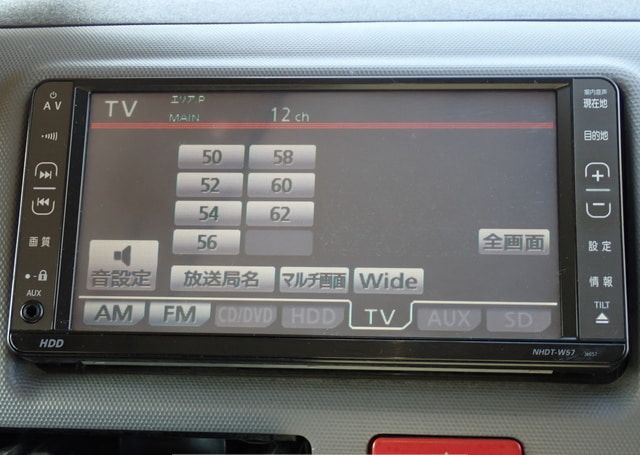 AV
画質
AUX
HDD
TV エリア P
MAIN 12 ch
50 58
52 60
54 62
56 全画面
音設定 放送局名 マルチ画面 Wide
AM FM CD/DVD HDD TV AUX SD
案内音声
現在地
目的地
設定
情報
TILT
NHDT-W57